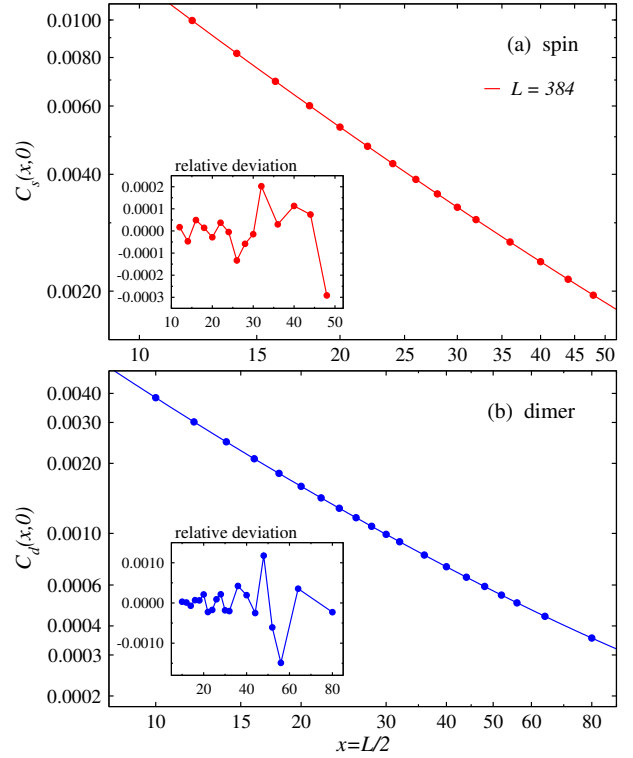 0.0100
0.0080
0.0060
0.0040
0.0020
C_s(x,0)
(a) spin
L = 384
relative deviation
0.0002
0.0001
0.0000
-0.0001
-0.0002
-0.0003
10 20 30 40 50
10 15 20 25 30 35 40 45 50
0.0040
0.0030
0.0020
0.0010
0.0006
0.0004
0.0003
0.0002
C_d(x,0)
(b) dimer
relative deviation
0.0010
0.0000
-0.0010
20 40 60 80
10 15 20 30 40 50 60 80
x=L/2